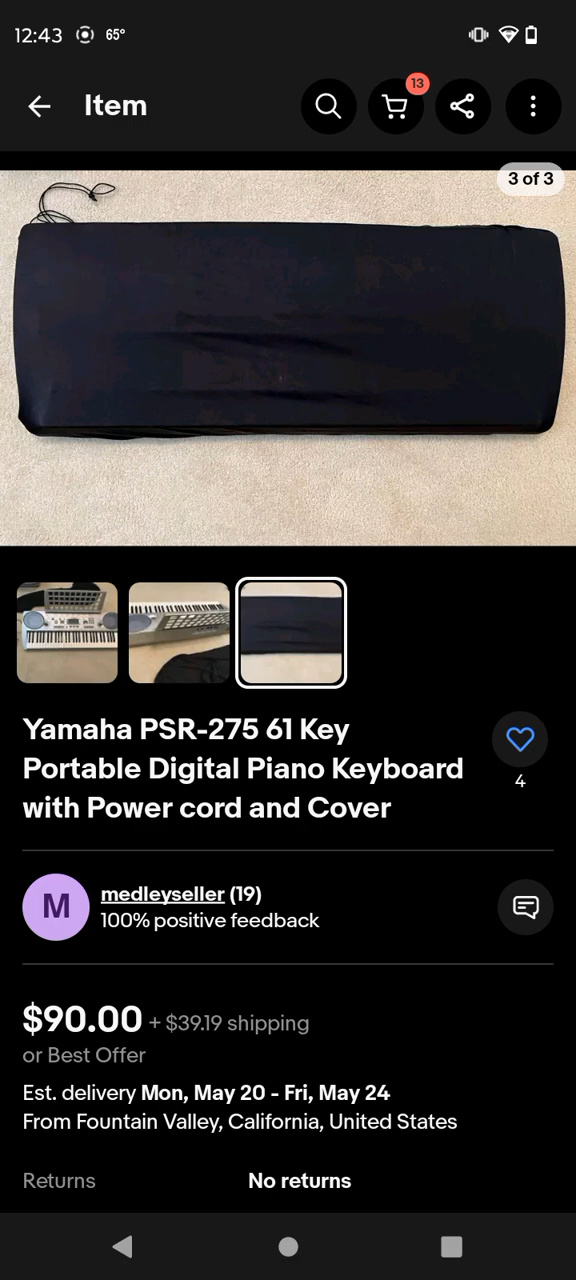 12:43 65°
Item
13
3 of 3
Yamaha PSR-275 61 Key
Portable Digital Piano Keyboard
with Power cord and Cover
4
M
medleyseller (19)
100% positive feedback
$90.00 + $39.19 shipping
or Best Offer
Est. delivery Mon, May 20 - Fri, May 24
From Fountain Valley, California, United States
Returns No returns